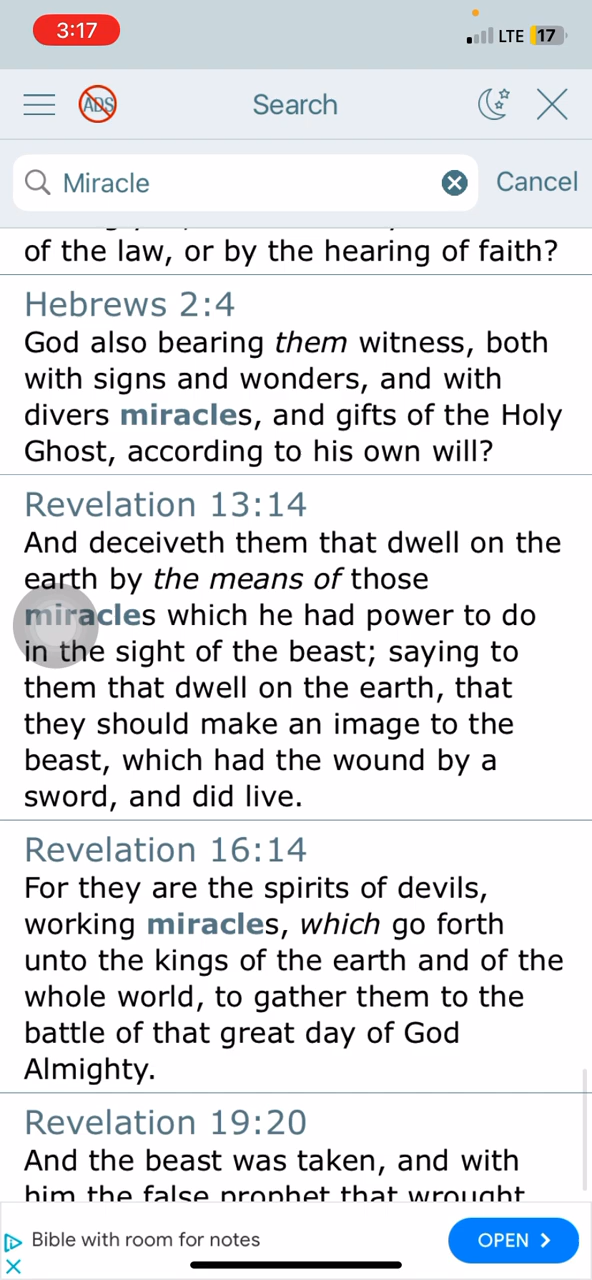 3:17
LTE 17
ADS
Search
Miracle
Cancel
of the law, or by the hearing of faith?
Hebrews 2:4
God also bearing them witness, both
with signs and wonders, and with
divers miracles, and gifts of the Holy
Ghost, according to his own will?
Revelation 13:14
And deceiveth them that dwell on the
earth by the means of those
miracles which he had power to do
in the sight of the beast; saying to
them that dwell on the earth, that
they should make an image to the
beast, which had the wound by a
sword, and did live.
Revelation 16:14
For they are the spirits of devils,
working miracles, which go forth
unto the kings of the earth and of the
whole world, to gather them to the
battle of that great day of God
Almighty.
Revelation 19:20
And the beast was taken, and with
him the false prophet that wrought
Bible with room for notes
OPEN